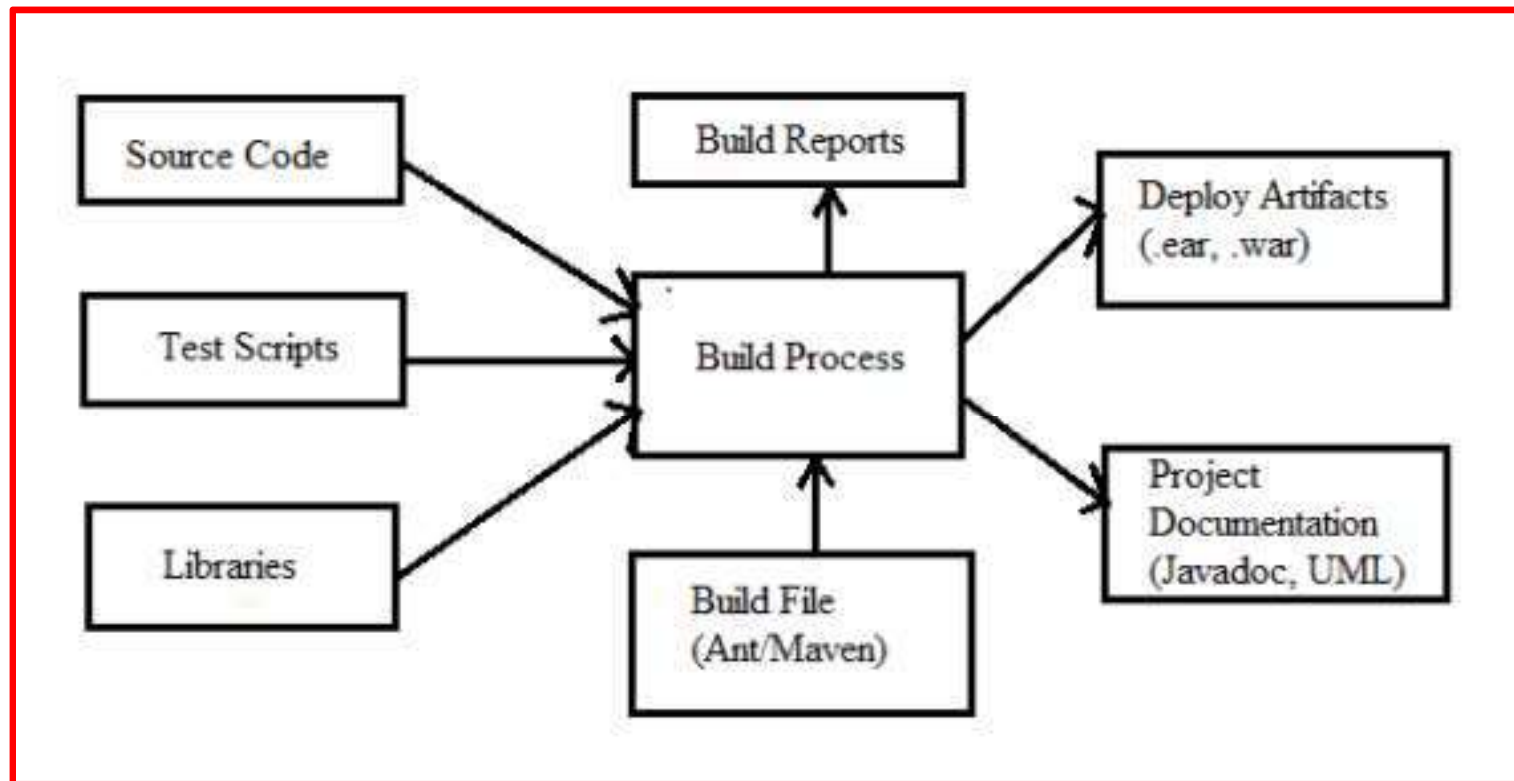 Source Code
Build Reports
Deploy Artifacts
(.ear, .war)
Test Scripts
Build Process
Libraries
Build File
(Ant/Maven)
Project
Documentation
(Javadoc, UML)